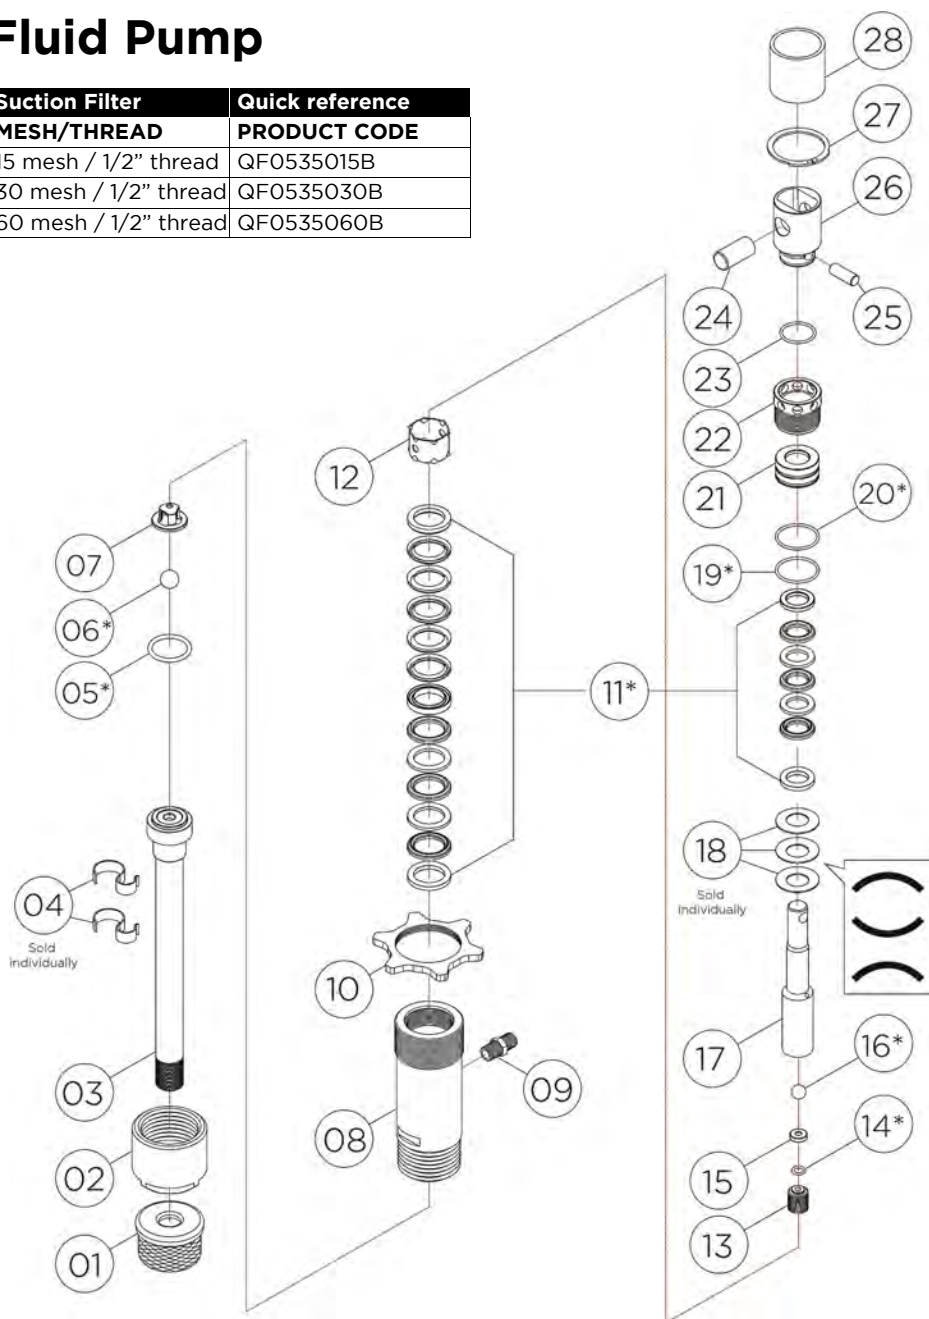 Fluid Pump
Suction Filter Quick reference
MESH/THREAD PRODUCT CODE
15 mesh / 1/2” thread QF0535015B
30 mesh / 1/2” thread QF0535030B
60 mesh / 1/2” thread QF0535060B
28
27
26
24
25
23
22
12
21
20*
07
19*
06*
05*
11*
18
Sold
Individually
04
Sold
individually
10
17
16*
03
09
08
14*
02
15
13
01